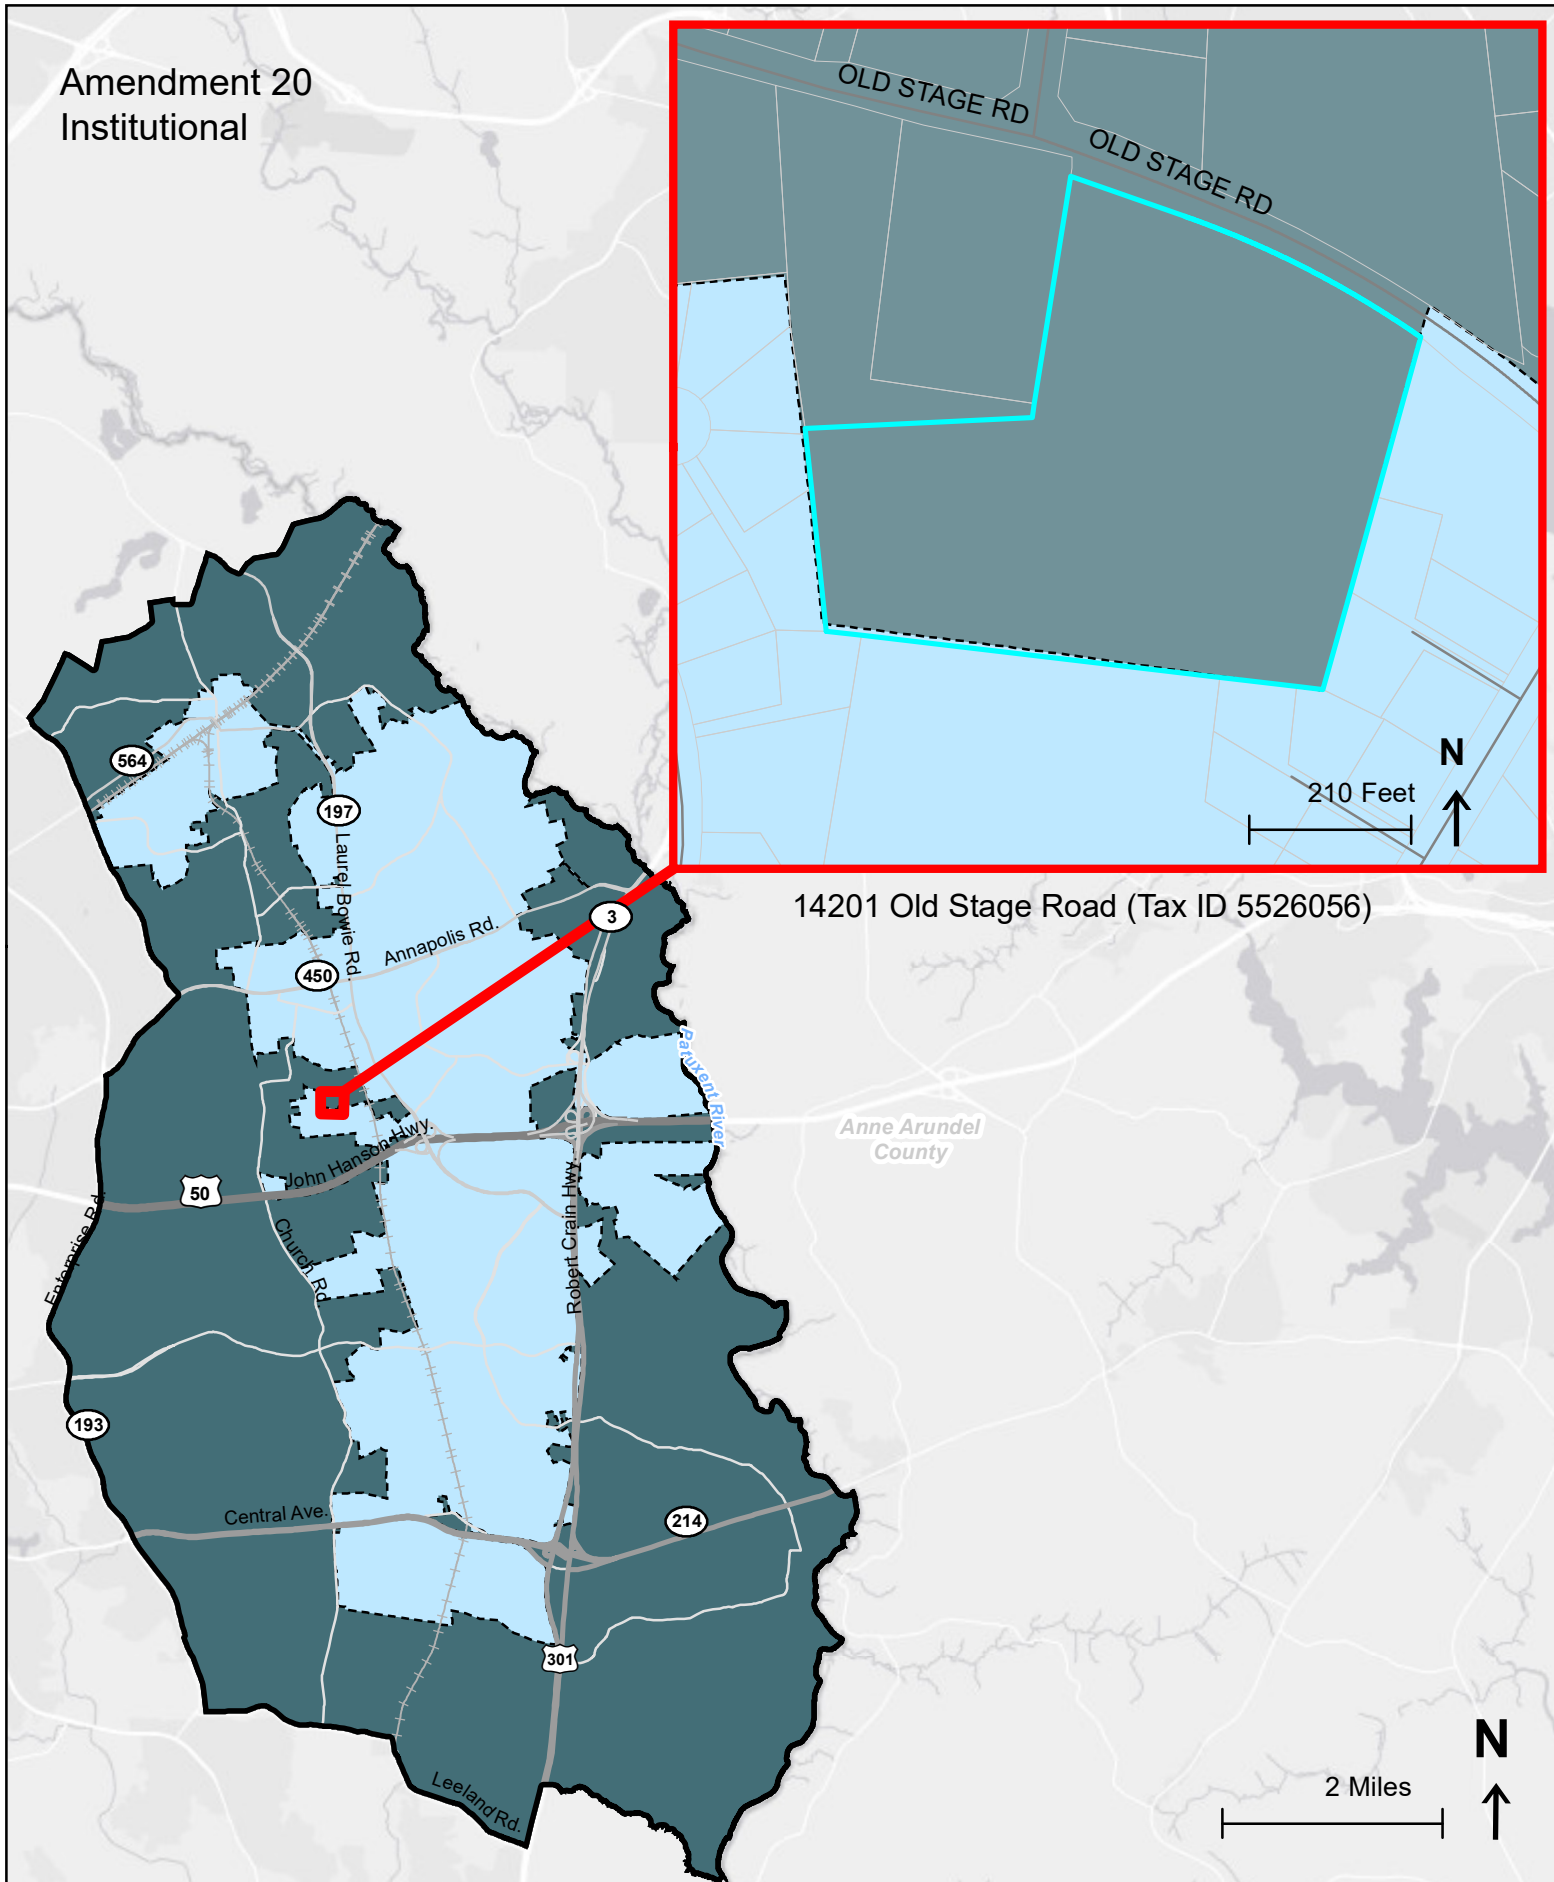 Amendment 20
Institutional
OLD STAGE RD
OLD STAGE RD
N
210 Feet
14201 Old Stage Road (Tax ID 5526056)
564
197
Laurel Bowie Rd.
3
Annapolis Rd.
450
Patuxent River
Anne Arundel
County
John Hanson Hwy.
50
Enterprise Rd.
Church Rd.
Robert Crain Hwy.
193
Central Ave.
214
301
Leeland Rd.
N
2 Miles